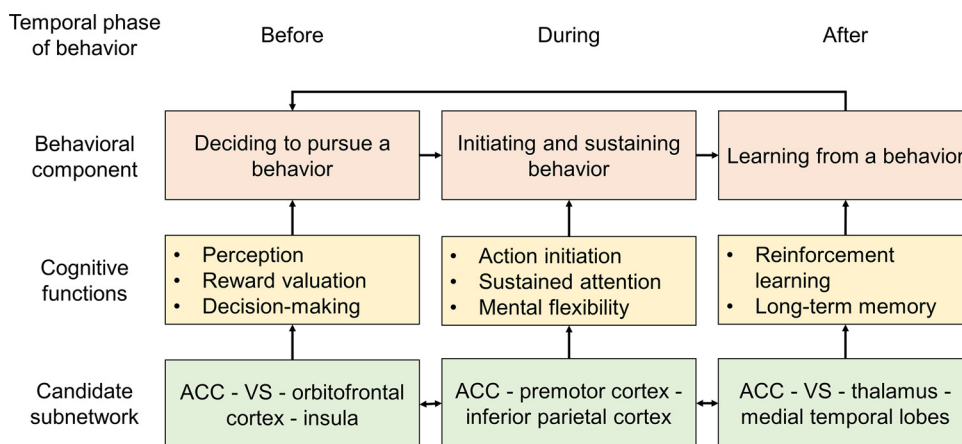 Temporal phase
of behavior
Before
During
After
Behavioral
component
Deciding to pursue a
behavior
Initiating and sustaining
behavior
Learning from a behavior
Cognitive
functions
• Perception
• Reward valuation
• Decision-making
• Action initiation
• Sustained attention
• Mental flexibility
• Reinforcement
learning
• Long-term memory
Candidate
subnetwork
ACC - VS - orbitofrontal
cortex - insula
ACC - premotor cortex -
inferior parietal cortex
ACC - VS - thalamus -
medial temporal lobes